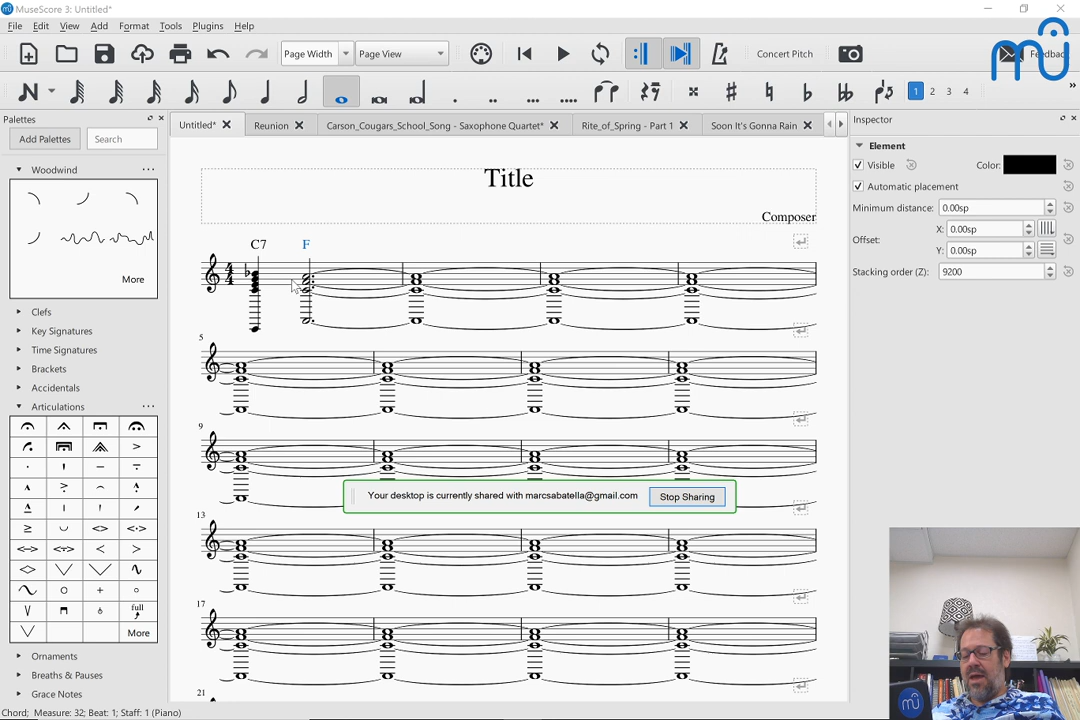 MuseScore 3: Untitled*
File Edit View Add Format Tools Plugins Help
Page Width Page View Concert Pitch Feedback
1 2 3 4 »
Palettes
Add Palettes Search
Woodwind ...
More
Clefs
Key Signatures
Time Signatures
Brackets
Accidentals
Articulations ...
full
More
Ornaments
Breaths & Pauses
Grace Notes
Untitled* Reunion Carson_Cougars_School_Song - Saxophone Quartet* Rite_of_Spring - Part 1 Soon It's Gonna Rain
Title
Composer
C7 F
4
4
5
9
Your desktop is currently shared with marcsabatella@gmail.com Stop Sharing
13
17
21
Inspector
Element
Visible Color:
Automatic placement
Minimum distance: 0.00sp
Offset: X: 0.00sp
Y: 0.00sp
Stacking order (Z): 9200
Chord; Measure: 32; Beat: 1; Staff: 1 (Piano)